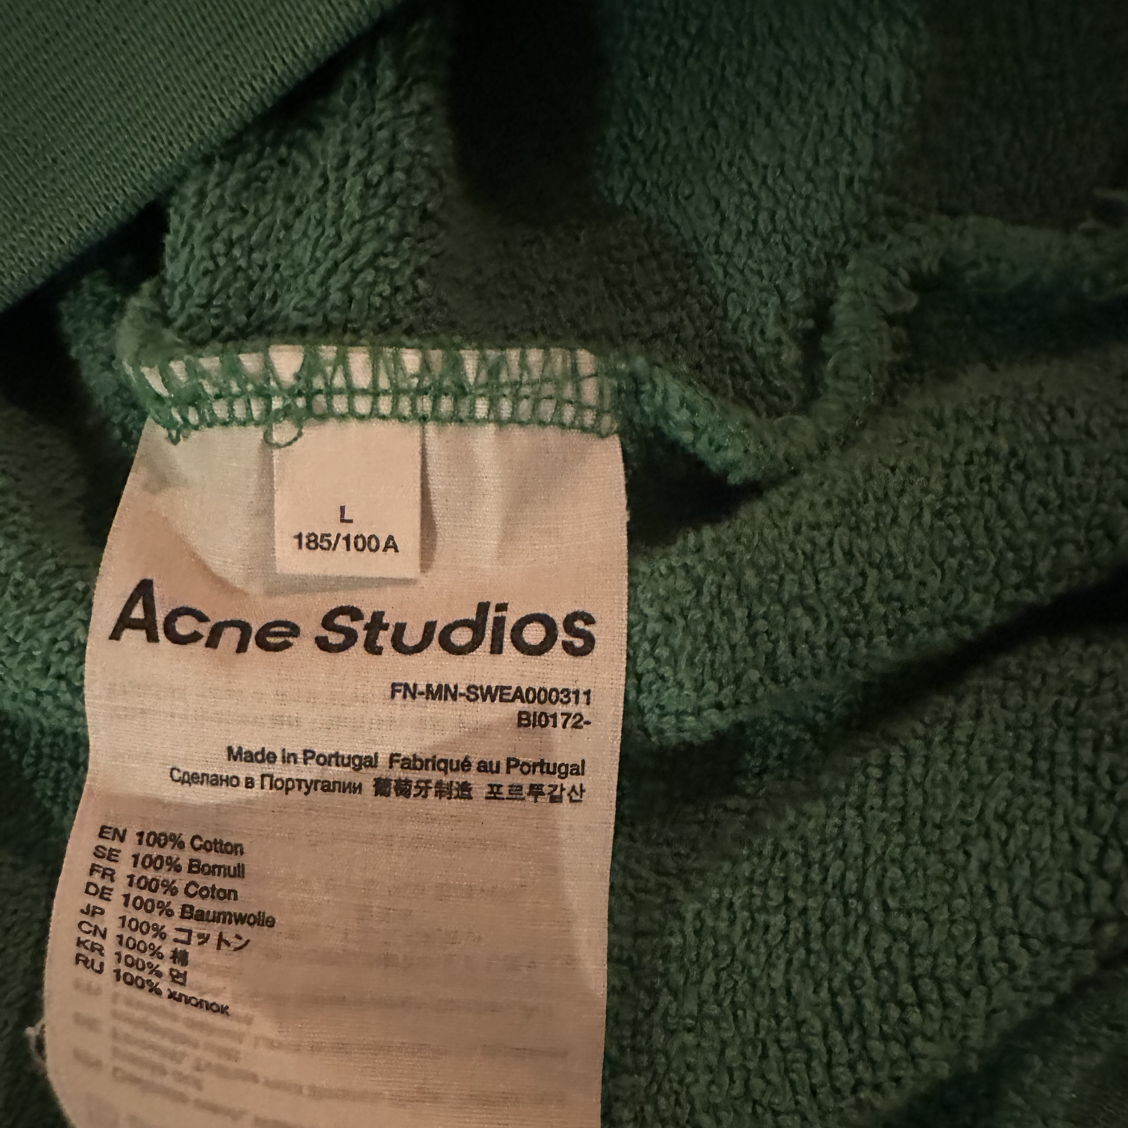 L
185/100A
Acne Studios
FN-MN-SWEA000311
BI0172-
Made in Portugal Fabriqué au Portugal
Сделано в Португалии 葡萄牙制造 포르투갈산
EN 100% Cotton
SE 100% Bomull
FR 100% Coton
DE 100% Baumwolle
JP 100% コットン
CN 100% 棉
KR 100% 면
RU 100% хлопок